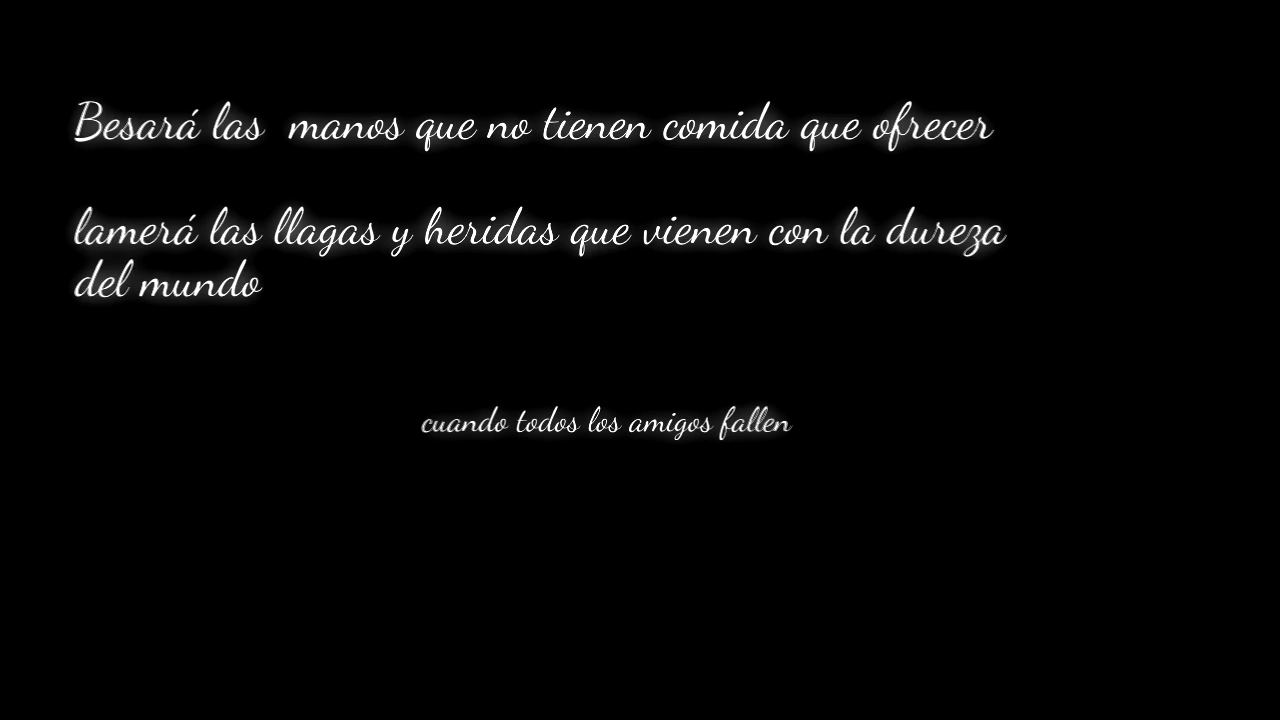 Besará las  manos que no tienen comida que ofrecer
lamerá las llagas y heridas que vienen con la dureza
del mundo
cuando todos los amigos fallen